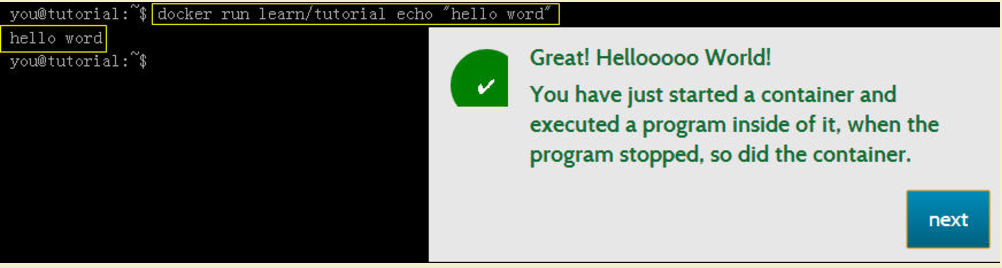 you@tutorial:~$ docker run learn/tutorial echo "hello word"
hello word
you@tutorial:~$
Great! Hellooooo World!
You have just started a container and
executed a program inside of it, when the
program stopped, so did the container.
next